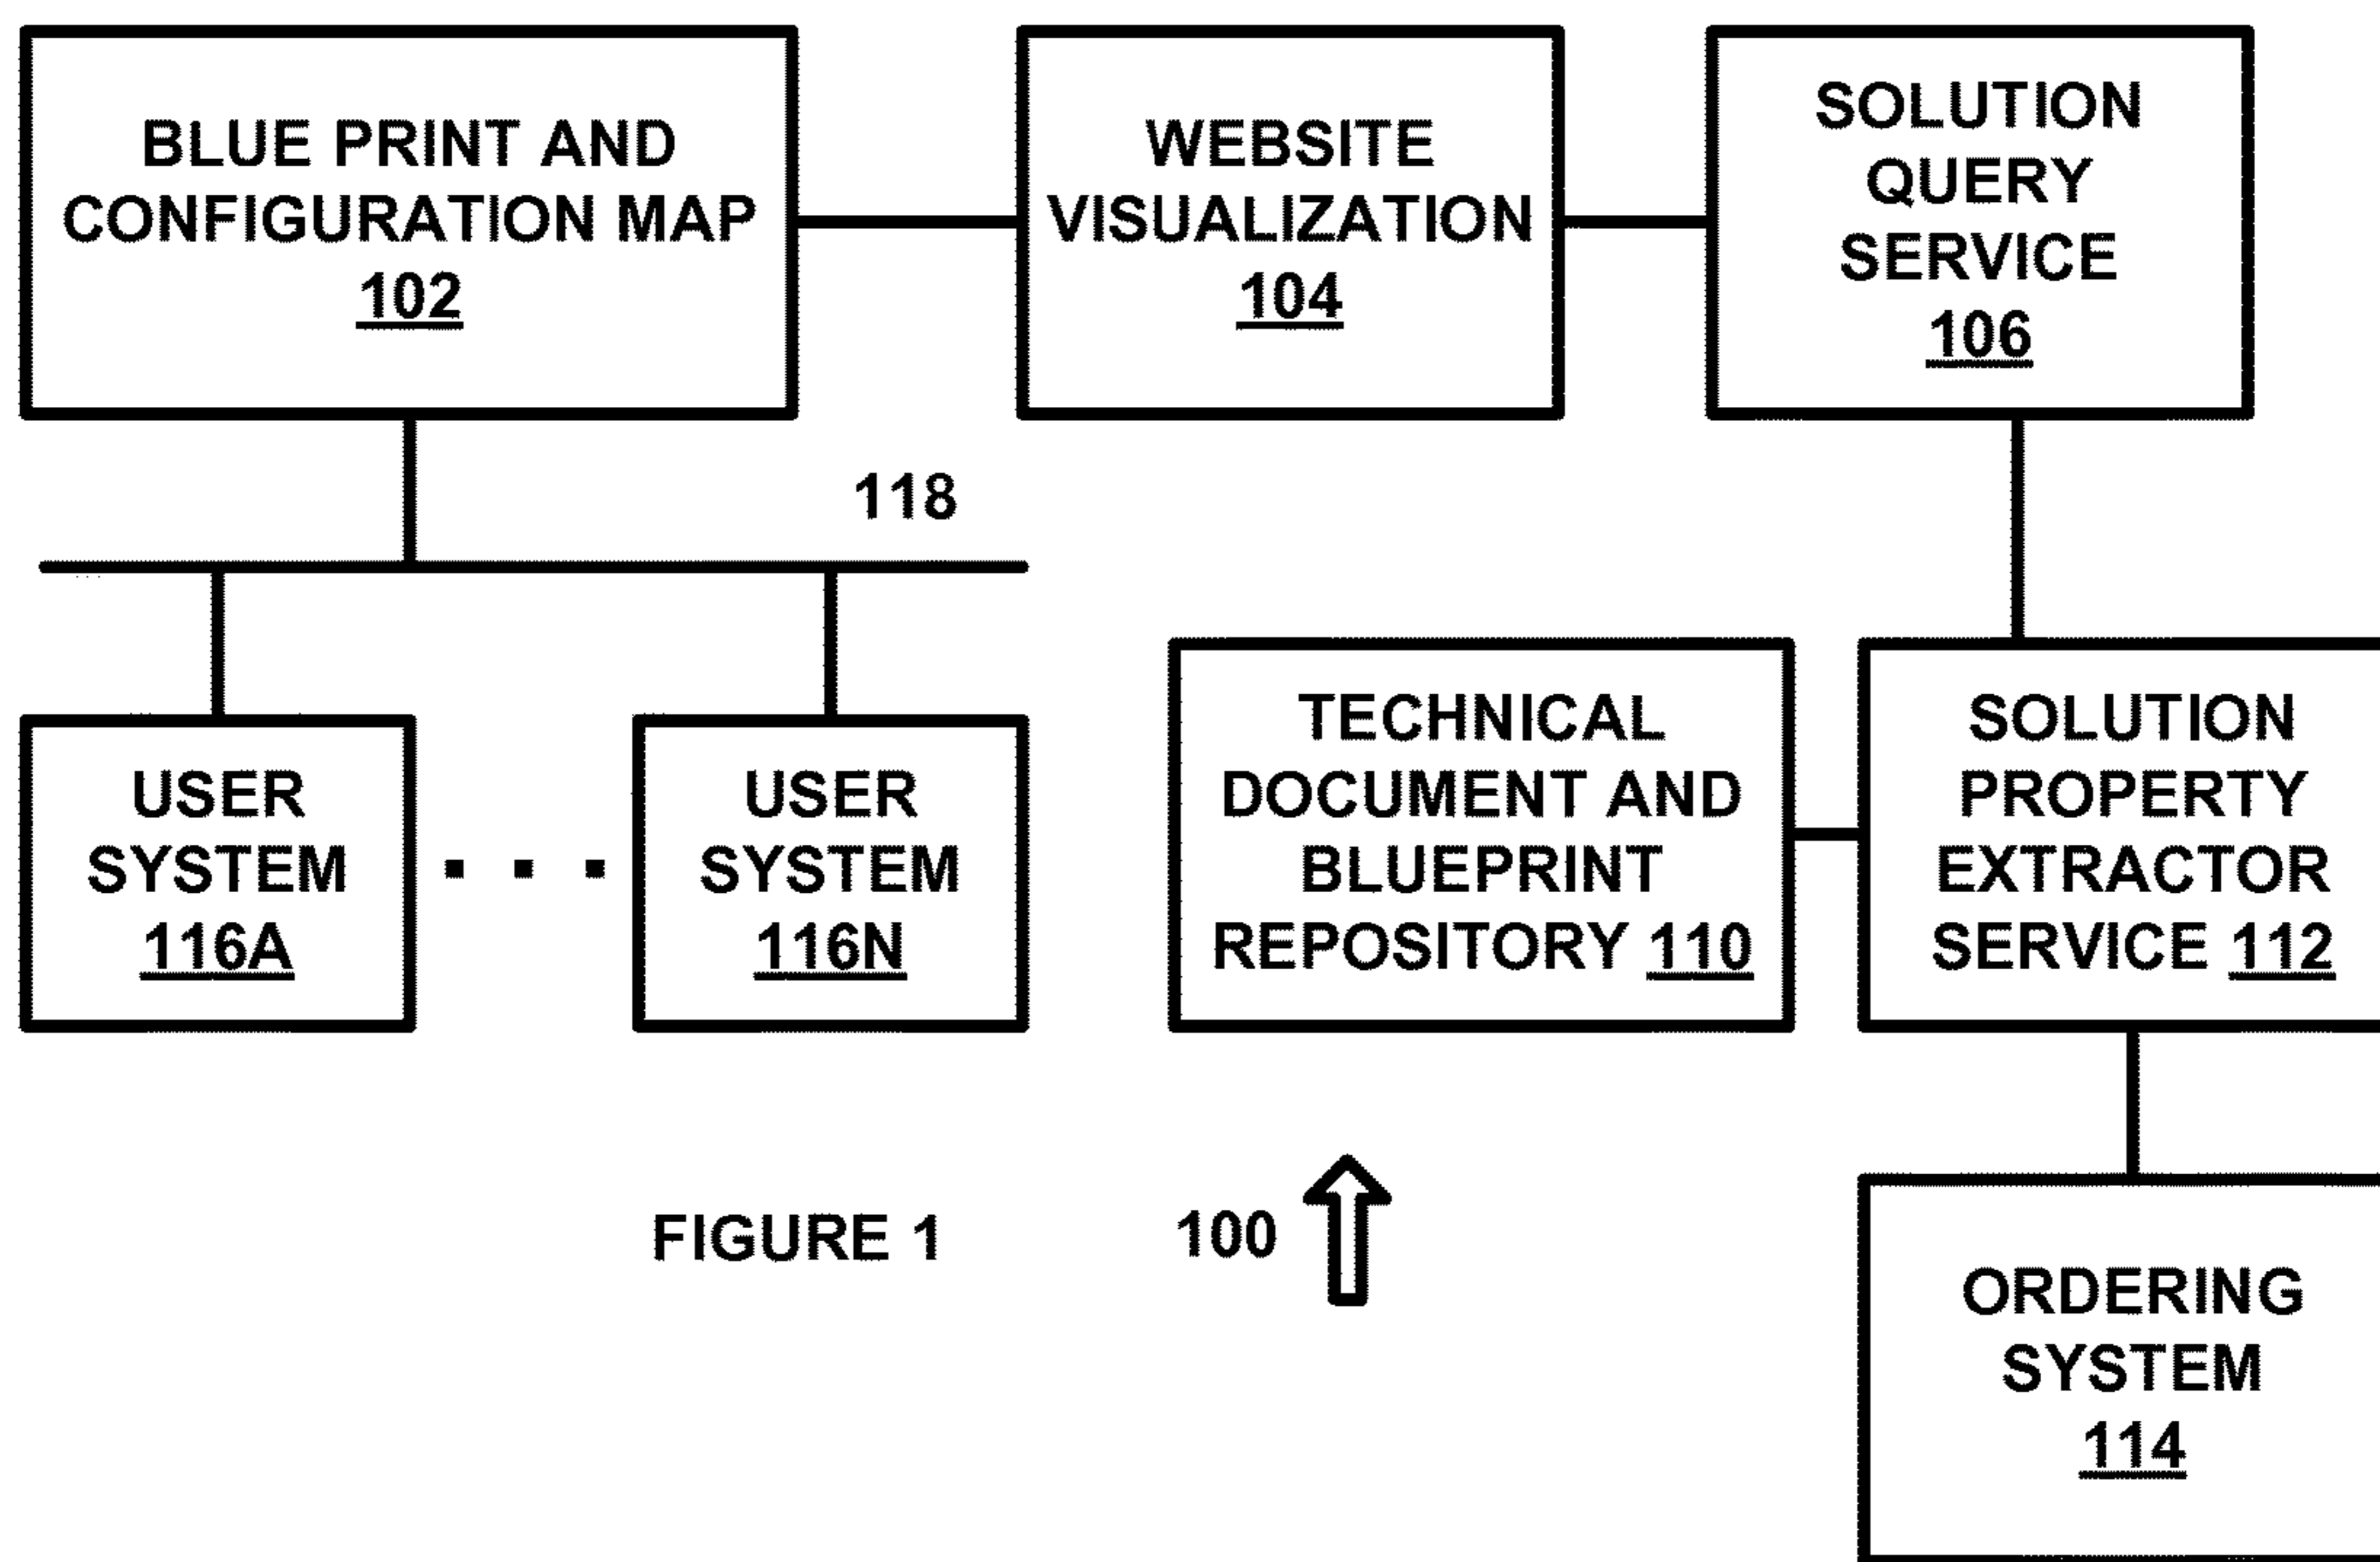 BLUE PRINT AND
CONFIGURATION MAP
102
WEBSITE
VISUALIZATION
104
SOLUTION
QUERY
SERVICE
106
118
USER
SYSTEM
116A
USER
SYSTEM
116N
TECHNICAL
DOCUMENT AND
BLUEPRINT
REPOSITORY 110
SOLUTION
PROPERTY
EXTRACTOR
SERVICE 112
FIGURE 1
100
ORDERING
SYSTEM
114